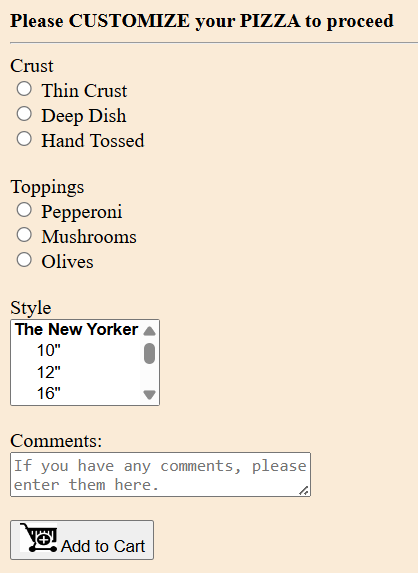 Please CUSTOMIZE your PIZZA to proceed
Crust
Thin Crust
Deep Dish
Hand Tossed
Toppings
Pepperoni
Mushrooms
Olives
Style
The New Yorker
10"
12"
16"
Comments:
If you have any comments, please
enter them here.
Add to Cart